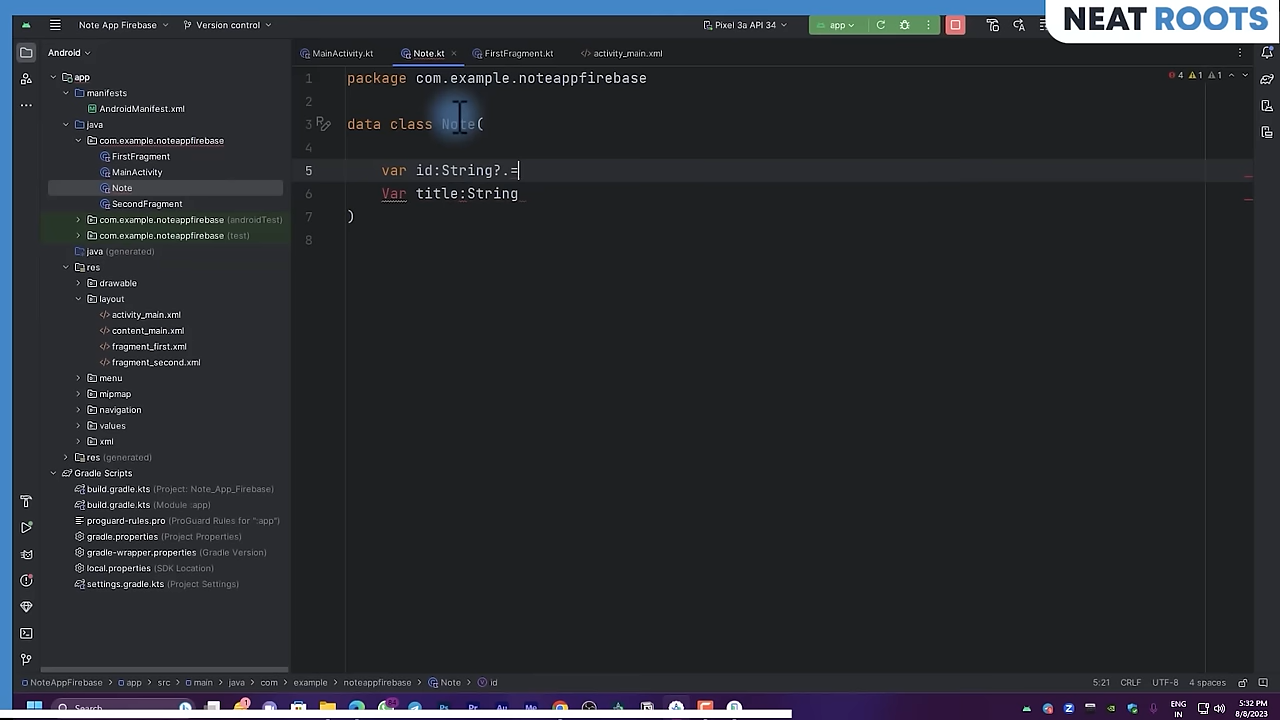 NEAT ROOTS
Note App Firebase
Version control
Pixel 3a API 34
app
Android
MainActivity.kt
Note.kt
FirstFragment.kt
activity_main.xml
app
manifests
AndroidManifest.xml
java
com.example.noteappfirebase
FirstFragment
MainActivity
Note
SecondFragment
com.example.noteappfirebase (androidTest)
com.example.noteappfirebase (test)
java (generated)
res
drawable
layout
activity_main.xml
content_main.xml
fragment_first.xml
fragment_second.xml
menu
mipmap
navigation
values
xml
res (generated)
Gradle Scripts
build.gradle.kts (Project: Note_App_Firebase)
build.gradle.kts (Module :app)
proguard-rules.pro (ProGuard Rules for ":app")
gradle.properties (Project Properties)
gradle-wrapper.properties (Gradle Version)
local.properties (SDK Location)
settings.gradle.kts (Project Settings)
4 1 1
1 package com.example.noteappfirebase
2
3 data class Note(
4
5 var id:String?.=
6 Var title:String
7 )
8
NoteAppFirebase > app > src > main > java > com > example > noteappfirebase > Note > id
5:21 CRLF UTF-8 4 spaces
Search
ENG
IN
5:32 PM
8/8/2023